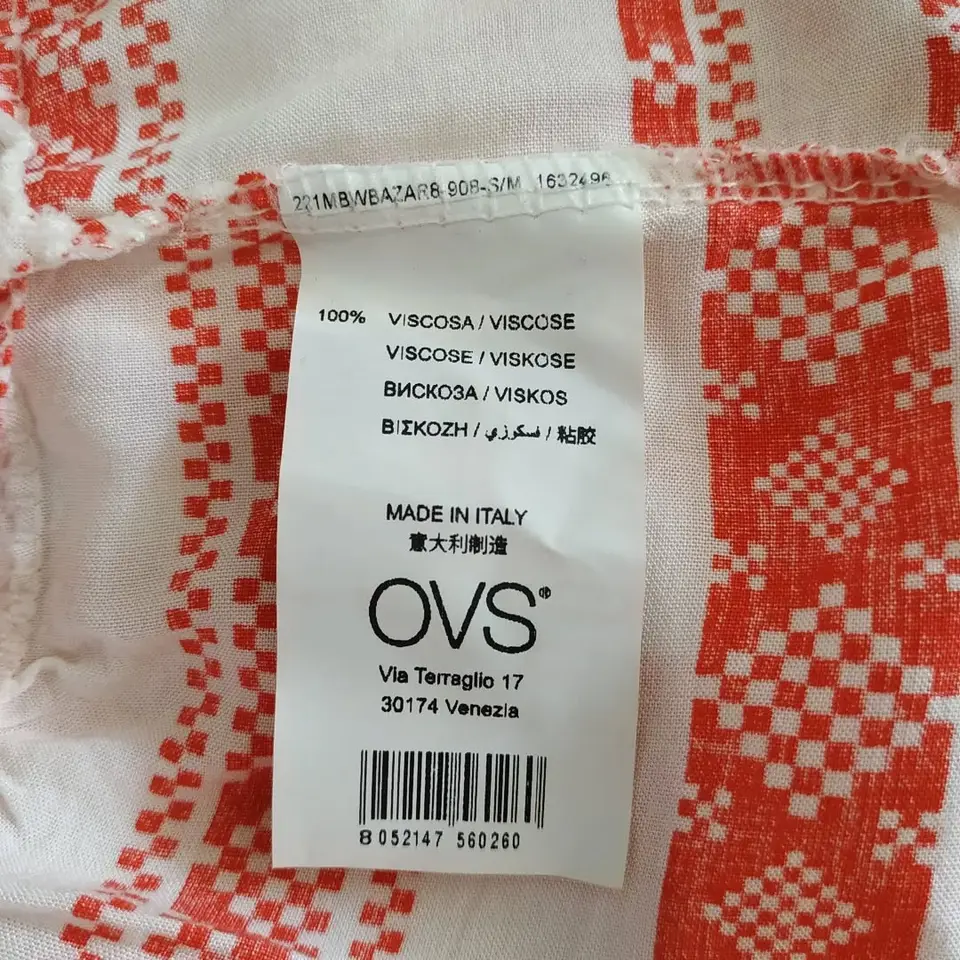 221MBWBAZAR8-908-S/M 1632496
100% VISCOSA / VISCOSE
VISCOSE / VISKOSE
ВИСКОЗА / VISKOS
ΒΙΣΚΟΖΗ / فسكوزي / 粘胶
MADE IN ITALY
意大利制造
OVS®
Via Terraglio 17
30174 Venezia
8 052147 560260